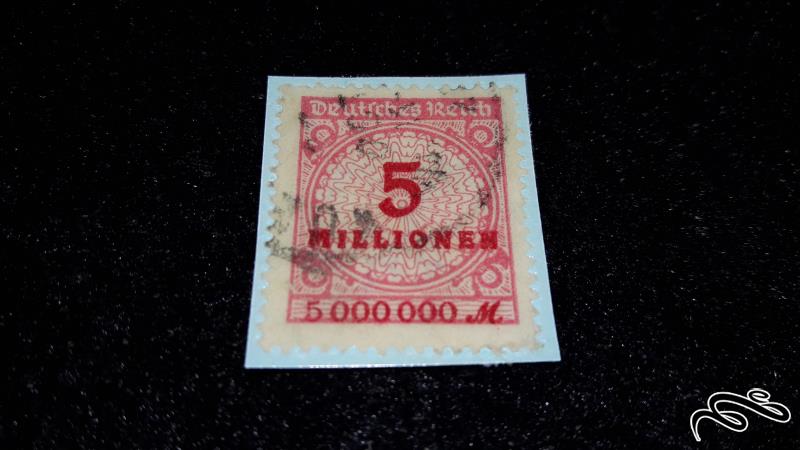 Deutsches Reich
5
MILLIONEN
5 000 000 M.